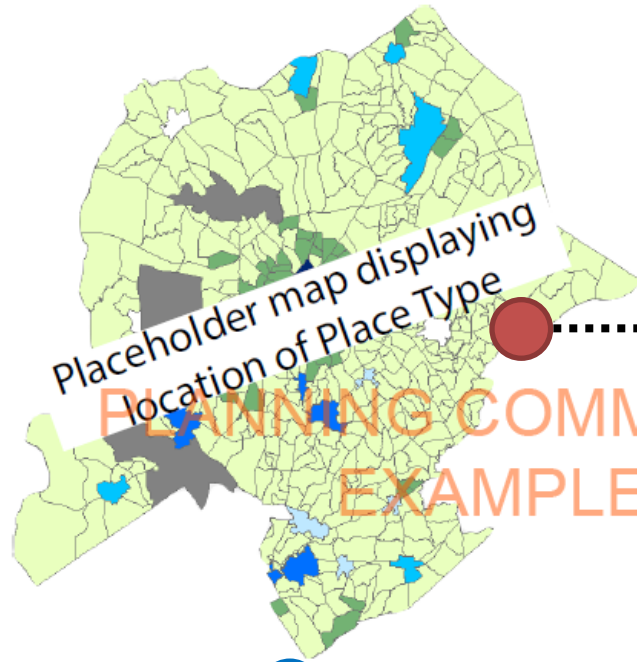 Placeholder map displaying
location of Place Type
PLANNING COMM
EXAMPLE